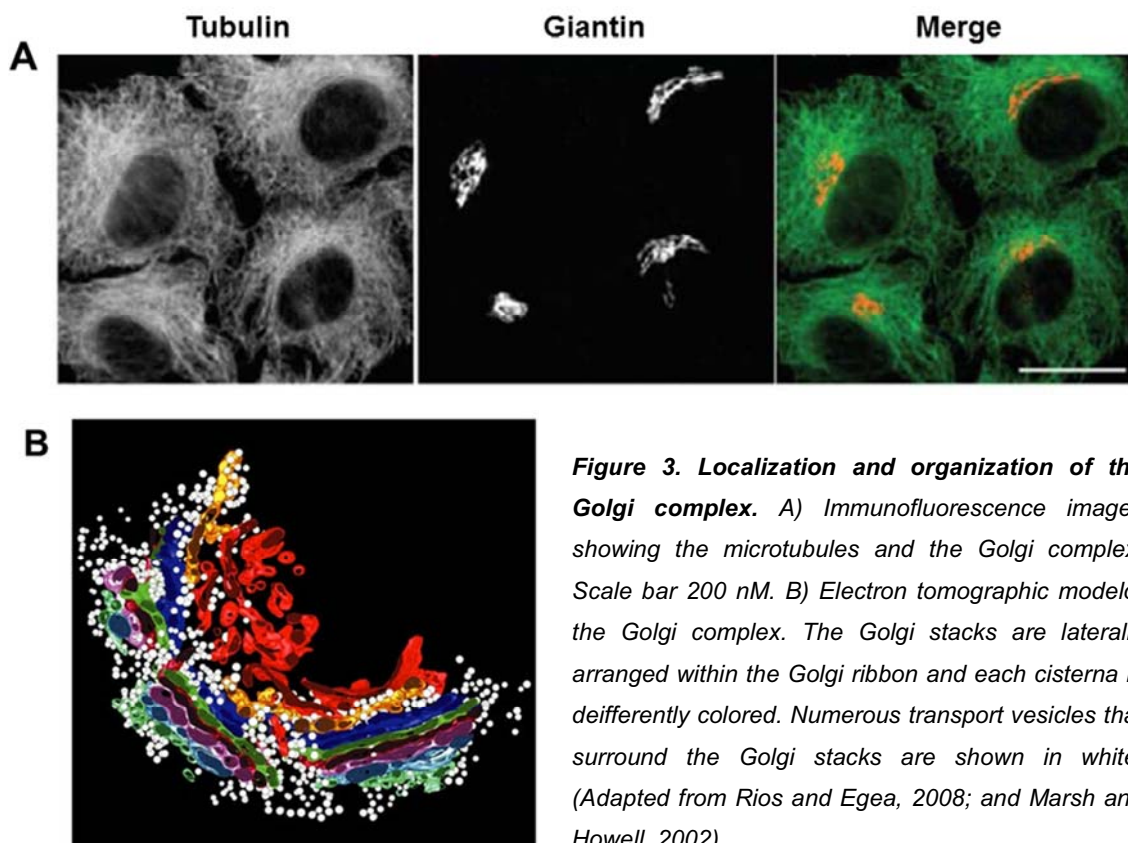 Tubulin Giantin Merge
A
B
Figure 3. Localization and organization of th
Golgi complex. A) Immunofluorescence image
showing the microtubules and the Golgi complex
Scale bar 200 nM. B) Electron tomographic modelo
the Golgi complex. The Golgi stacks are laterall
arranged within the Golgi ribbon and each cisterna i
deifferently colored. Numerous transport vesicles tha
surround the Golgi stacks are shown in white
(Adapted from Rios and Egea, 2008; and Marsh an
Howell, 2002)